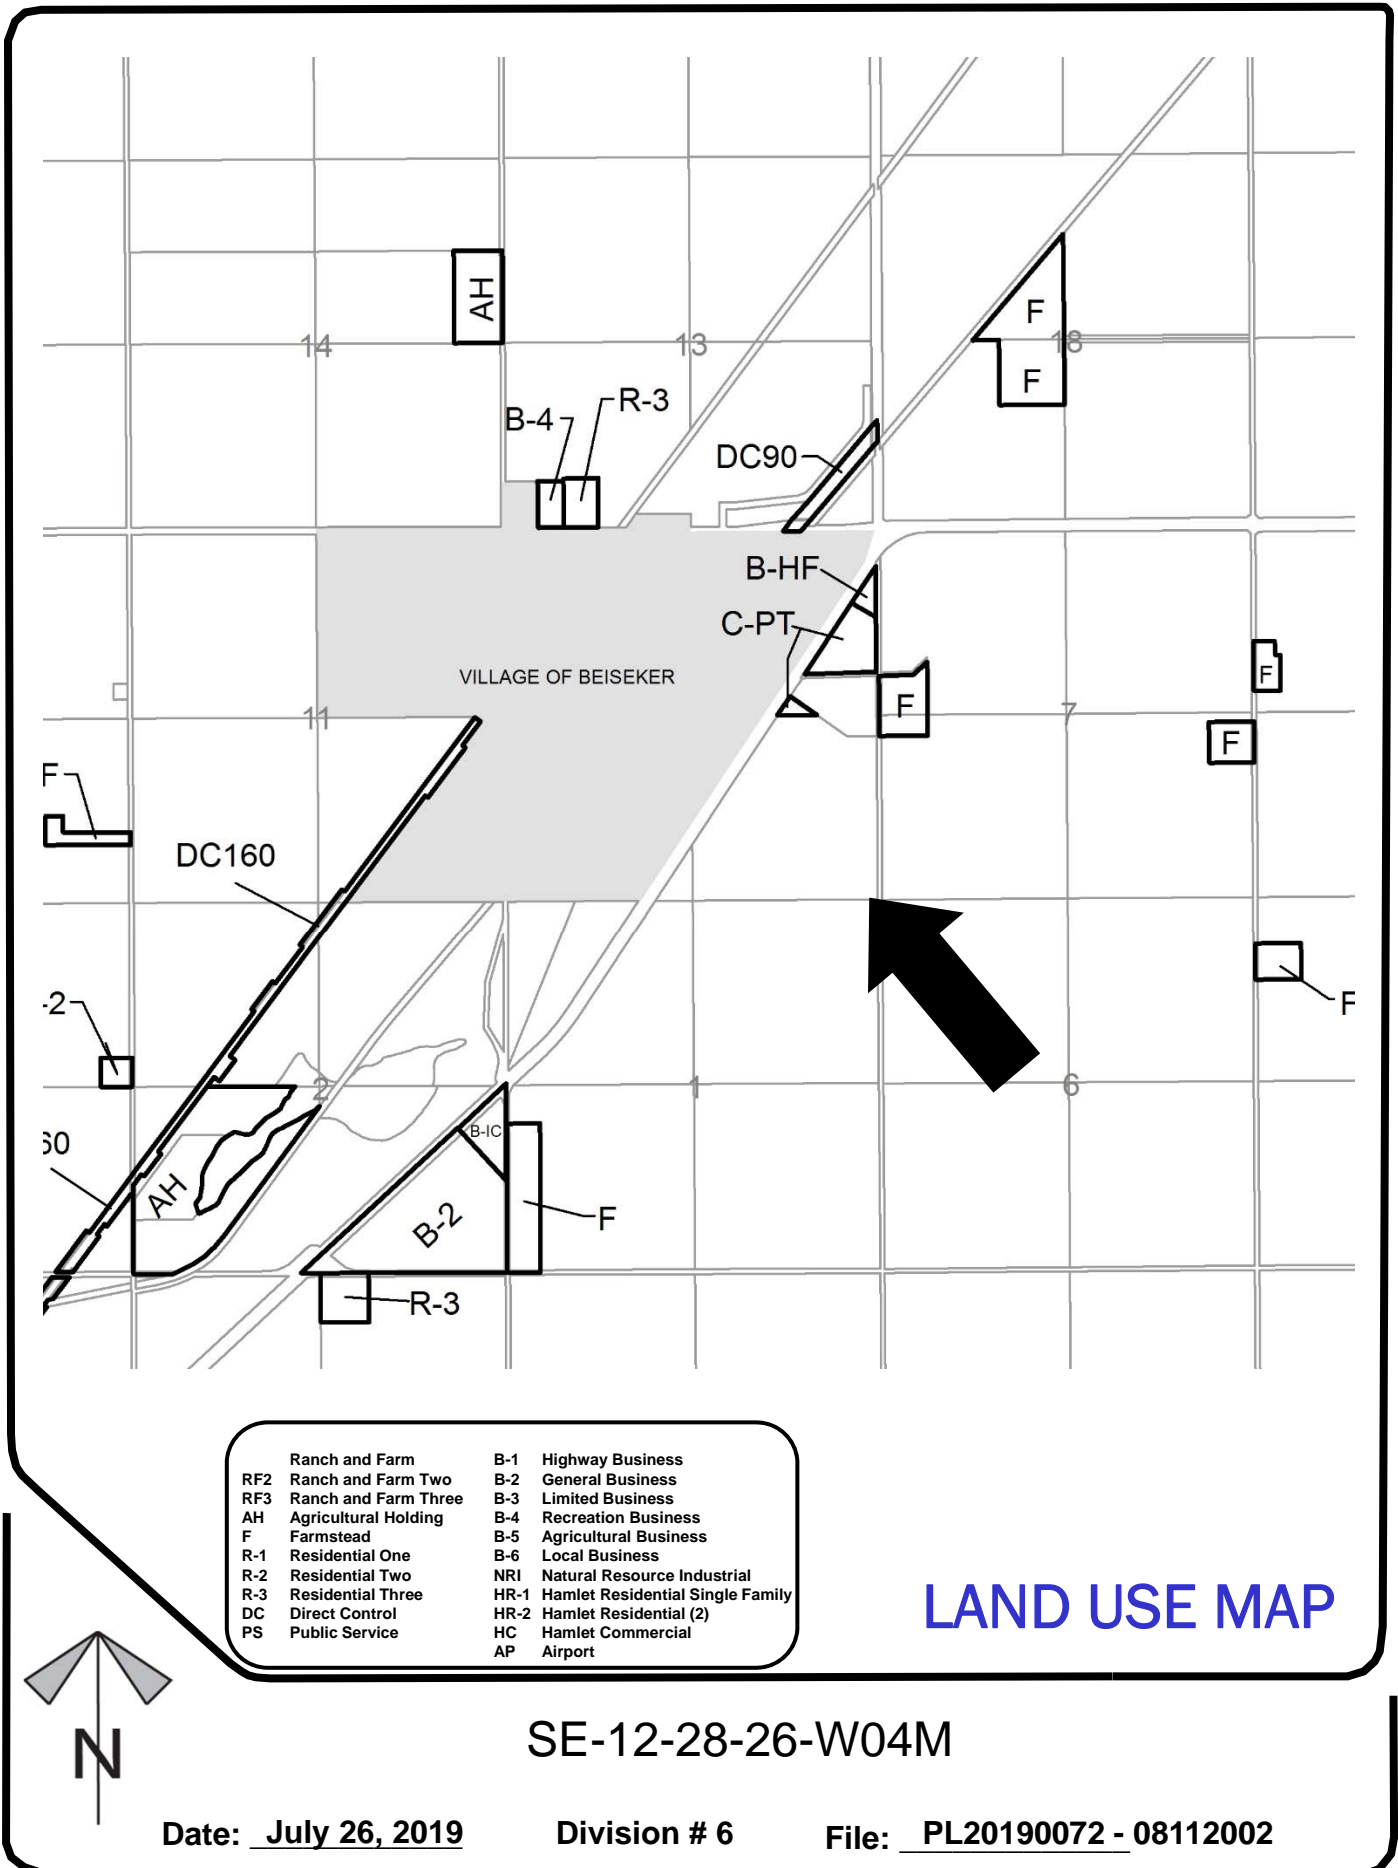 AH
F
14
13
18
F
R-3
B-4
DC90
B-HF
C-PT
VILLAGE OF BEISEKER
F
F
11
7
F
F
DC160
-2
F
2
1
6
B-IC
60
AH
B-2
F
R-3
Ranch and Farm
RF2 Ranch and Farm Two
RF3 Ranch and Farm Three
AH Agricultural Holding
F Farmstead
R-1 Residential One
R-2 Residential Two
R-3 Residential Three
DC Direct Control
PS Public Service
B-1 Highway Business
B-2 General Business
B-3 Limited Business
B-4 Recreation Business
B-5 Agricultural Business
B-6 Local Business
NRI Natural Resource Industrial
HR-1 Hamlet Residential Single Family
HR-2 Hamlet Residential (2)
HC Hamlet Commercial
AP Airport
LAND USE MAP
N
SE-12-28-26-W04M
Date: July 26, 2019 Division # 6 File: PL20190072 - 08112002